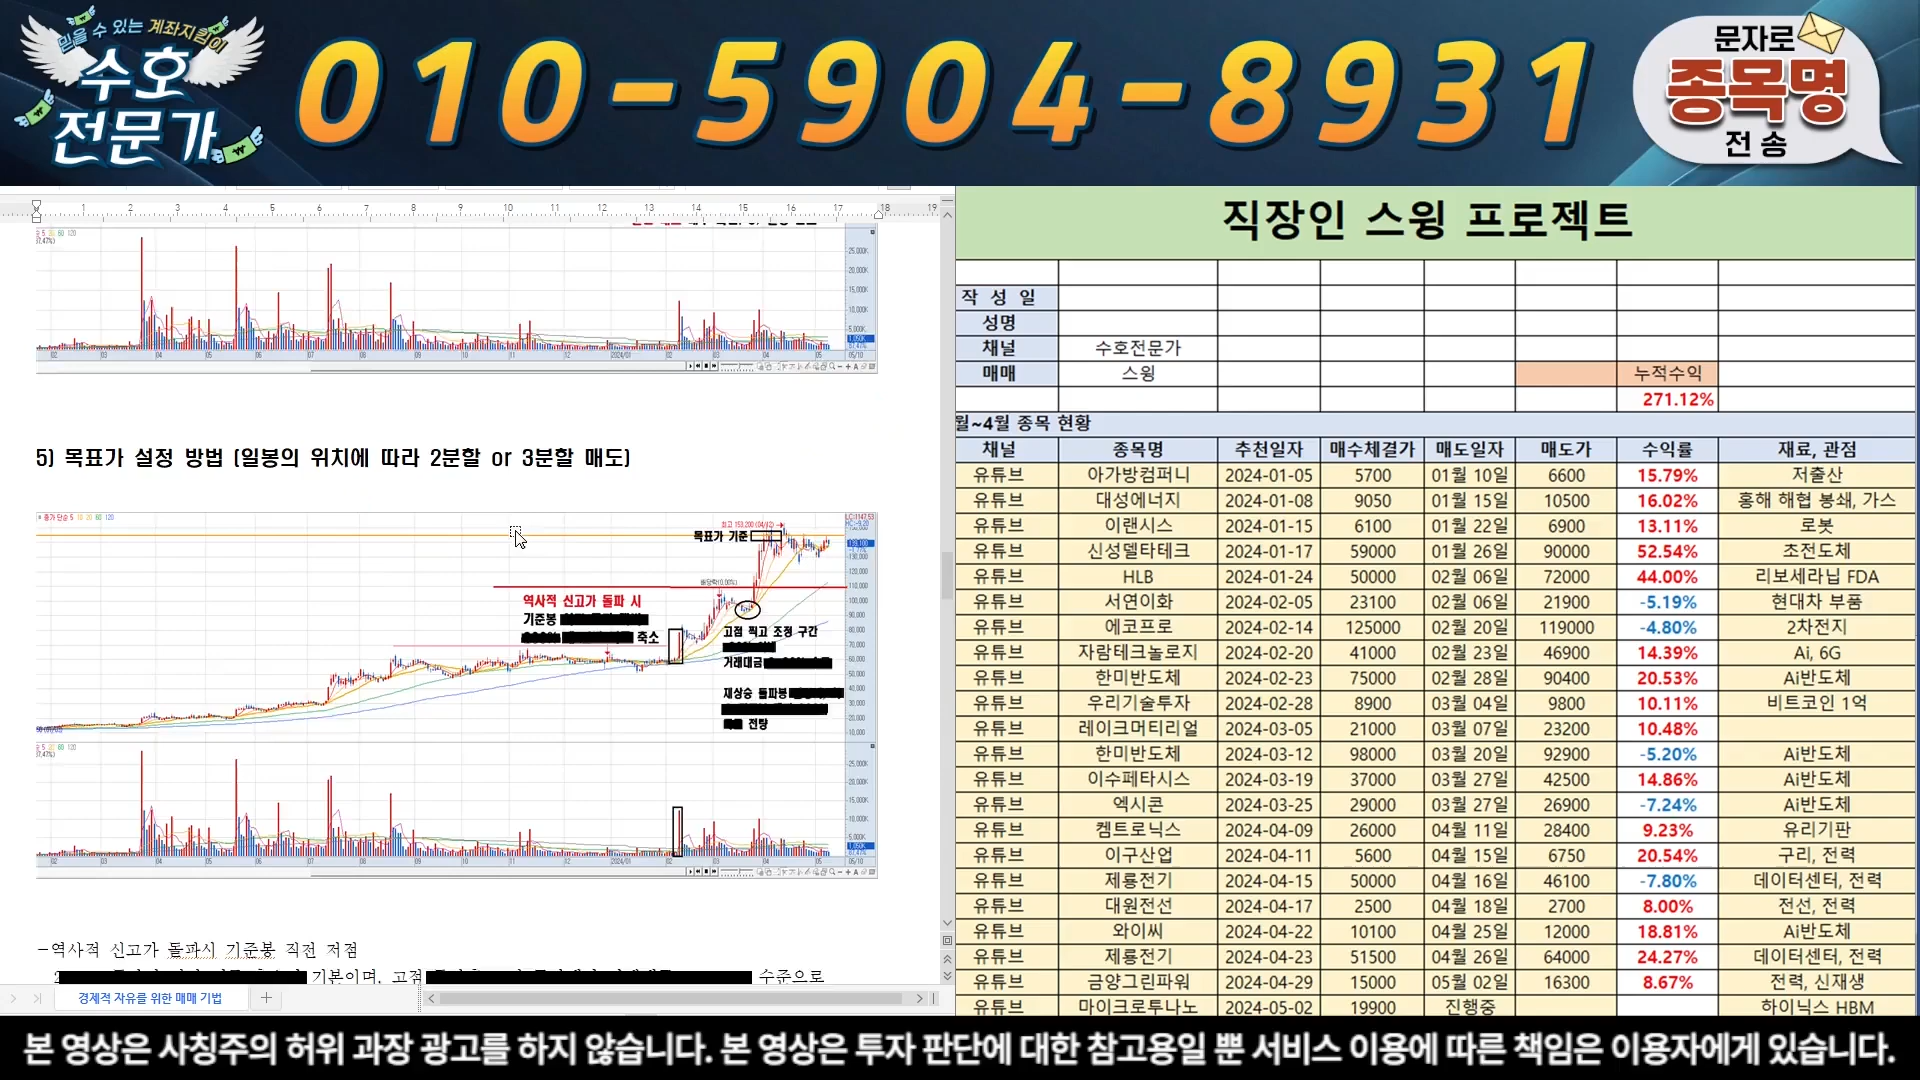 믿을 수 있는 계좌지킴이
수호
전문가
010-5904-8931
문자로
종목명
전 송
5) 목표가 설정 방법 (일봉의 위치에 따라 2분할 or 3분할 매도)
최고 153,200 (04/12)
목표가 기준
배당락(0.00%)
역사적 신고가 돌파 시
기준봉
축소
고점 찍고 조정 구간
거래대금
재상승 돌파봉
전량
-역사적 신고가 돌파시 기준봉 직전 저점
기본이며, 고점
수준으로
경제적 자유를 위한 매매 기법
직장인 스윙 프로젝트
작 성 일
성명
채널 수호전문가
매매 스윙 누적수익
271.12%
월~4월 종목 현황
채널 종목명 추천일자 매수체결가 매도일자 매도가 수익률 재료, 관점
유튜브 아가방컴퍼니 2024-01-05 5700 01월 10일 6600 15.79% 저출산
유튜브 대성에너지 2024-01-08 9050 01월 15일 10500 16.02% 홍해 해협 봉쇄, 가스
유튜브 이랜시스 2024-01-15 6100 01월 22일 6900 13.11% 로봇
유튜브 신성델타테크 2024-01-17 59000 01월 26일 90000 52.54% 초전도체
유튜브 HLB 2024-01-24 50000 02월 06일 72000 44.00% 리보세라닙 FDA
유튜브 서연이화 2024-02-05 23100 02월 06일 21900 -5.19% 현대차 부품
유튜브 에코프로 2024-02-14 125000 02월 20일 119000 -4.80% 2차전지
유튜브 자람테크놀로지 2024-02-20 41000 02월 23일 46900 14.39% Ai, 6G
유튜브 한미반도체 2024-02-23 75000 02월 28일 90400 20.53% Ai반도체
유튜브 우리기술투자 2024-02-28 8900 03월 04일 9800 10.11% 비트코인 1억
유튜브 레이크머티리얼 2024-03-05 21000 03월 07일 23200 10.48%
유튜브 한미반도체 2024-03-12 98000 03월 20일 92900 -5.20% Ai반도체
유튜브 이수페타시스 2024-03-19 37000 03월 27일 42500 14.86% Ai반도체
유튜브 엑시콘 2024-03-25 29000 03월 27일 26900 -7.24% Ai반도체
유튜브 켐트로닉스 2024-04-09 26000 04월 11일 28400 9.23% 유리기판
유튜브 이구산업 2024-04-11 5600 04월 15일 6750 20.54% 구리, 전력
유튜브 제룡전기 2024-04-15 50000 04월 16일 46100 -7.80% 데이터센터, 전력
유튜브 대원전선 2024-04-17 2500 04월 18일 2700 8.00% 전선, 전력
유튜브 와이씨 2024-04-22 10100 04월 25일 12000 18.81% Ai반도체
유튜브 제룡전기 2024-04-23 51500 04월 26일 64000 24.27% 데이터센터, 전력
유튜브 금양그린파워 2024-04-29 15000 05월 02일 16300 8.67% 전력, 신재생
유튜브 마이크로투나노 2024-05-02 19900 진행중 하이닉스 HBM
본 영상은 사칭주의 허위 과장 광고를 하지 않습니다. 본 영상은 투자 판단에 대한 참고용일 뿐 서비스 이용에 따른 책임은 이용자에게 있습니다.